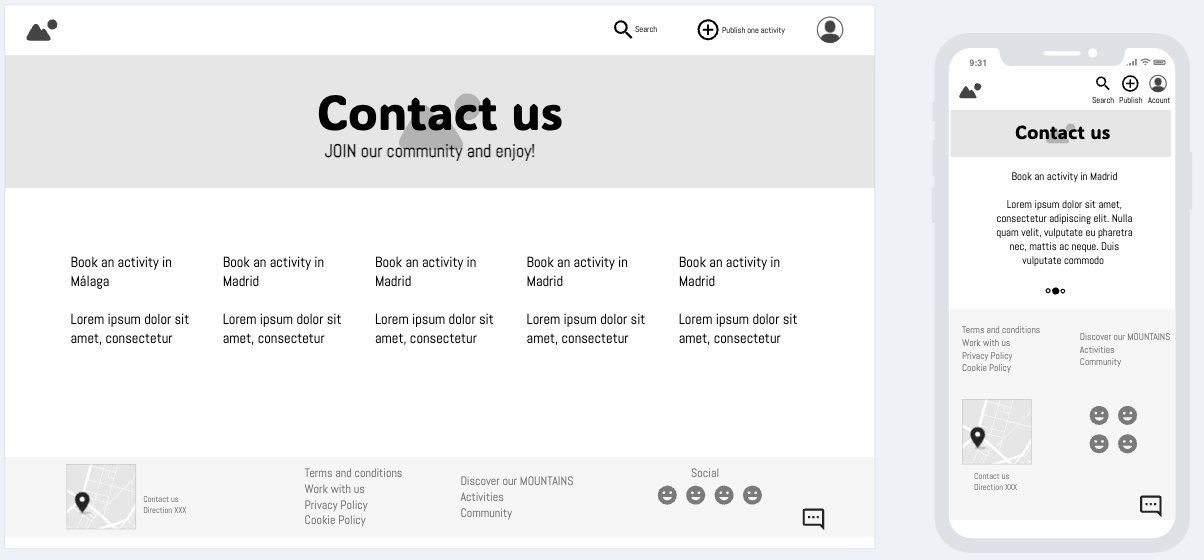 Search
Publish one activity
Contact us
JOIN our community and enjoy!
Book an activity in
Málaga
Lorem ipsum dolor sit
amet, consectetur
Book an activity in
Madrid
Lorem ipsum dolor sit
amet, consectetur
Book an activity in
Madrid
Lorem ipsum dolor sit
amet, consectetur
Book an activity in
Madrid
Lorem ipsum dolor sit
amet, consectetur
Book an activity in
Madrid
Lorem ipsum dolor sit
amet, consectetur
Contact us
Direction XXX
Terms and conditions
Work with us
Privacy Policy
Cookie Policy
Discover our MOUNTAINS
Activities
Community
Social
9:31
Search
Publish
Acount
Contact us
Book an activity in Madrid
Lorem ipsum dolor sit amet,
consectetur adipiscing elit. Nulla
quam velit, vulputate eu pharetra
nec, mattis ac neque. Duis
vulputate commodo
Terms and conditions
Work with us
Privacy Policy
Cookie Policy
Discover our MOUNTAINS
Activities
Community
Contact us
Direction XXX